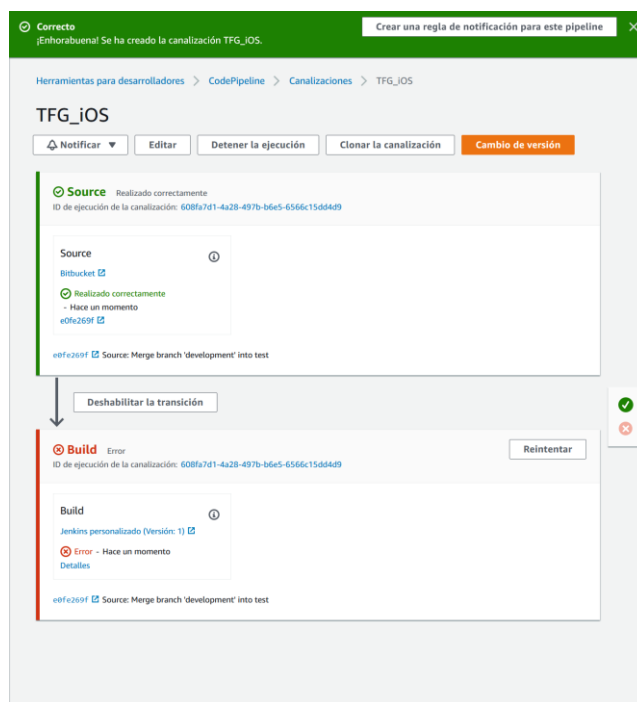 Correcto
¡Enhorabuena! Se ha creado la canalización TFG_iOS.
Crear una regla de notificación para este pipeline
Herramientas para desarrolladores > CodePipeline > Canalizaciones > TFG_iOS
TFG_iOS
Notificar ▼ Editar Detener la ejecución Clonar la canalización Cambio de versión
Source Realizado correctamente
ID de ejecución de la canalización: 608fa7d1-4a28-497b-b6e5-6566c15dd4d9
Source
Bitbucket
Realizado correctamente
- Hace un momento
e0fe269f
e0fe269f Source: Merge branch 'development' into test
Deshabilitar la transición
Build Error
Reintentar
ID de ejecución de la canalización: 608fa7d1-4a28-497b-b6e5-6566c15dd4d9
Build
Jenkins personalizado (Versión: 1)
Error - Hace un momento
Detalles
e0fe269f Source: Merge branch 'development' into test